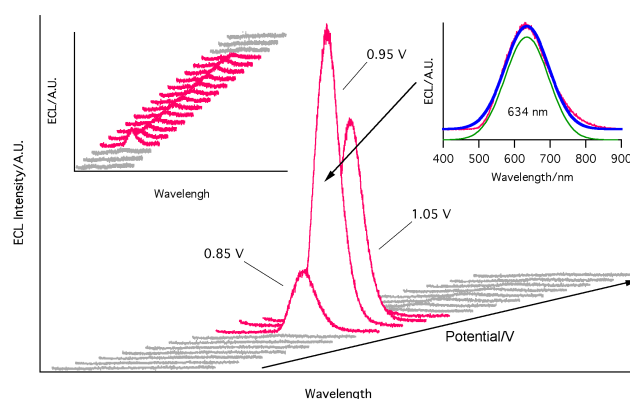 ECL/A.U.
Wavelengh
0.95 V
ECL/A.U.
634 nm
400 500 600 700 800 900
Wavelength/nm
ECL Intensity/A.U.
0.85 V
1.05 V
Potential/V
Wavelength